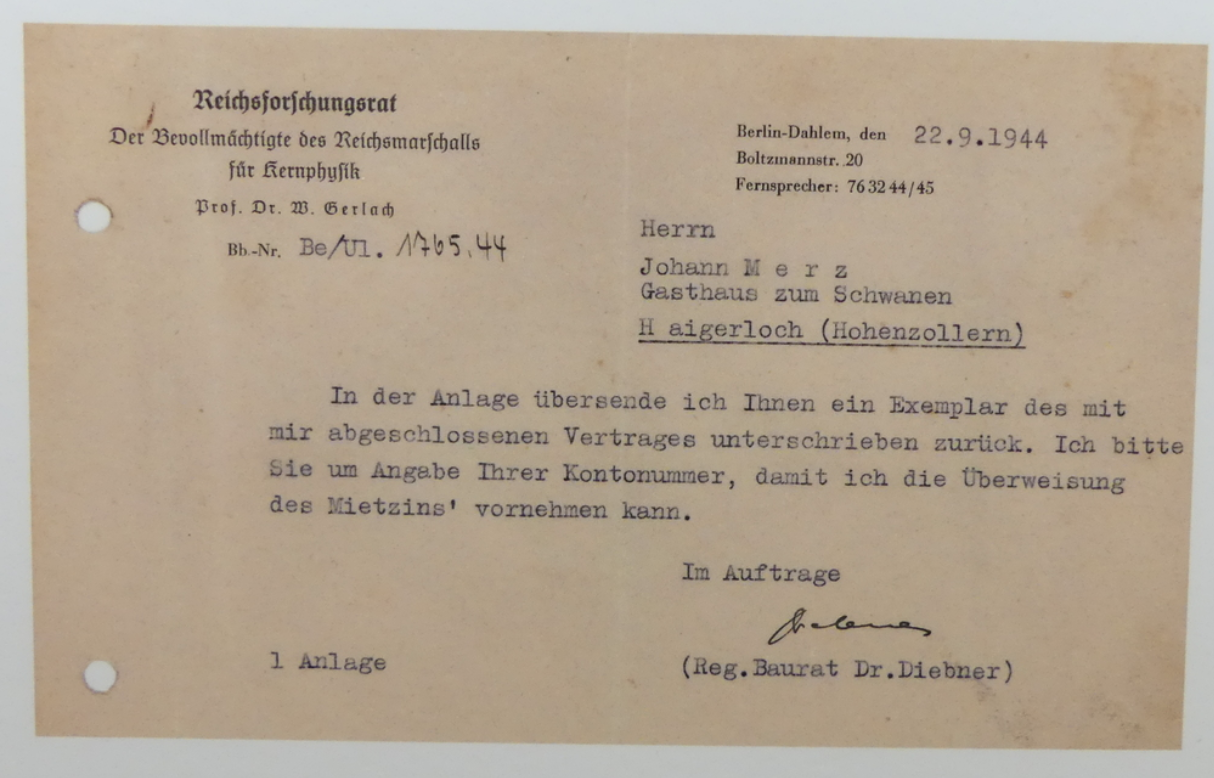 Reichsforschungsrat
Der Bevollmächtigte des Reichsmarschalls
für Kernphysik
Prof. Dr. W. Gerlach
Bb.-Nr. Be/Ul. 1765.44
Berlin-Dahlem, den 22.9.1944
Boltzmannstr. 20
Fernsprecher: 76 32 44/45
Herrn
Johann M e r z
Gasthaus zum Schwanen
H aigerloch (Hohenzollern)
In der Anlage übersende ich Ihnen ein Exemplar des mit
mir abgeschlossenen Vertrages unterschrieben zurück. Ich bitte
Sie um Angabe Ihrer Kontonummer, damit ich die Überweisung
des Mietzins' vornehmen kann.
Im Auftrage
Diebner
1 Anlage
(Reg.Baurat Dr.Diebner)